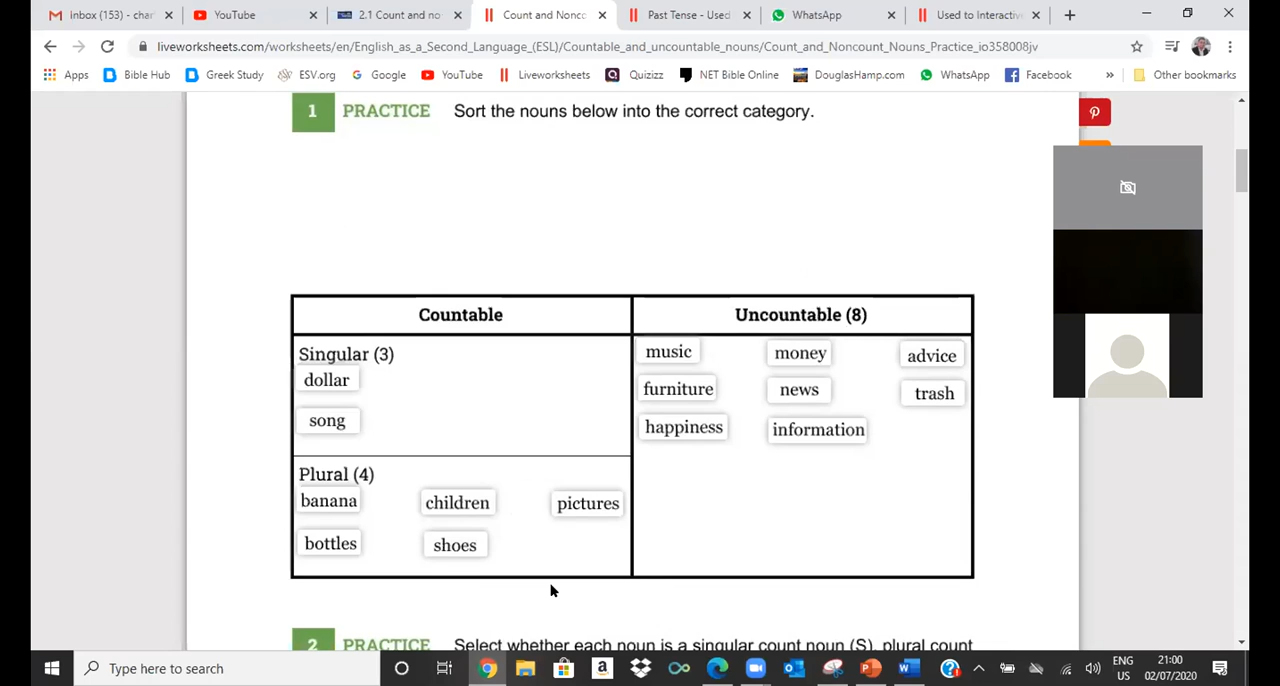 Inbox (153) - char
YouTube
2.1 Count and no
Count and Nonco
Past Tense - Used
WhatsApp
Used to Interactiv
liveworksheets.com/worksheets/en/English_as_a_Second_Language_(ESL)/Countable_and_uncountable_nouns/Count_and_Noncount_Nouns_Practice_io358008jv
Apps Bible Hub Greek Study ESV.org Google YouTube Liveworksheets Quizizz NET Bible Online DouglasHamp.com WhatsApp Facebook » Other bookmarks
1 PRACTICE Sort the nouns below into the correct category.
Countable
Uncountable (8)
Singular (3)
dollar
song
Plural (4)
banana children pictures
bottles shoes
music money advice
furniture news trash
happiness information
2 PRACTICE Select whether each noun is a singular count noun (S), plural count
Type here to search
ENG
US
21:00
02/07/2020